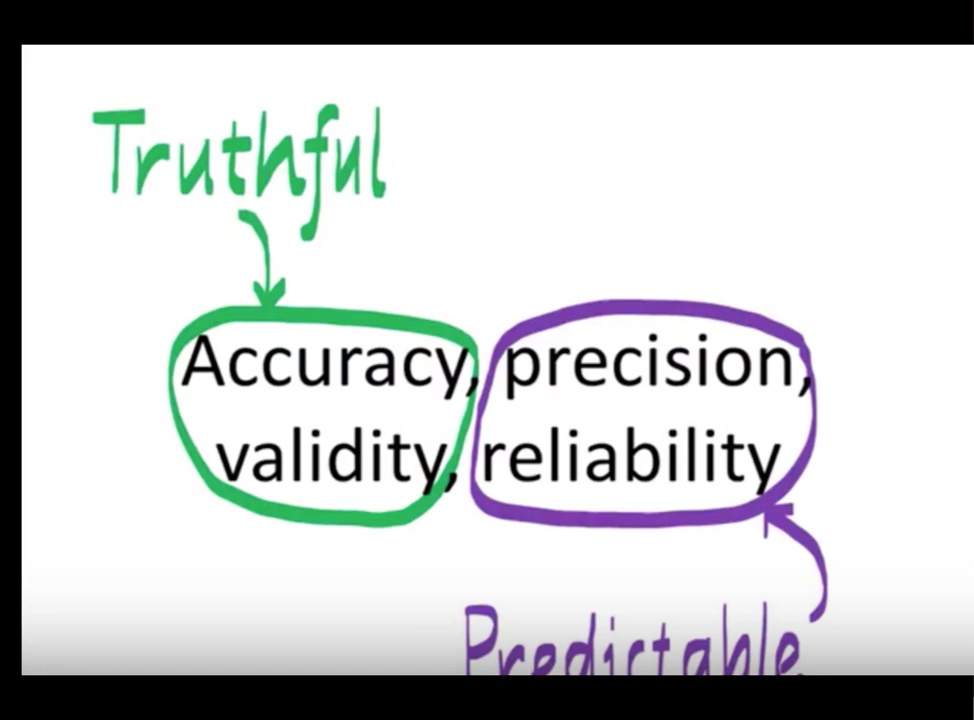 Truthful
Accuracy, precision,
validity, reliability
Predictable